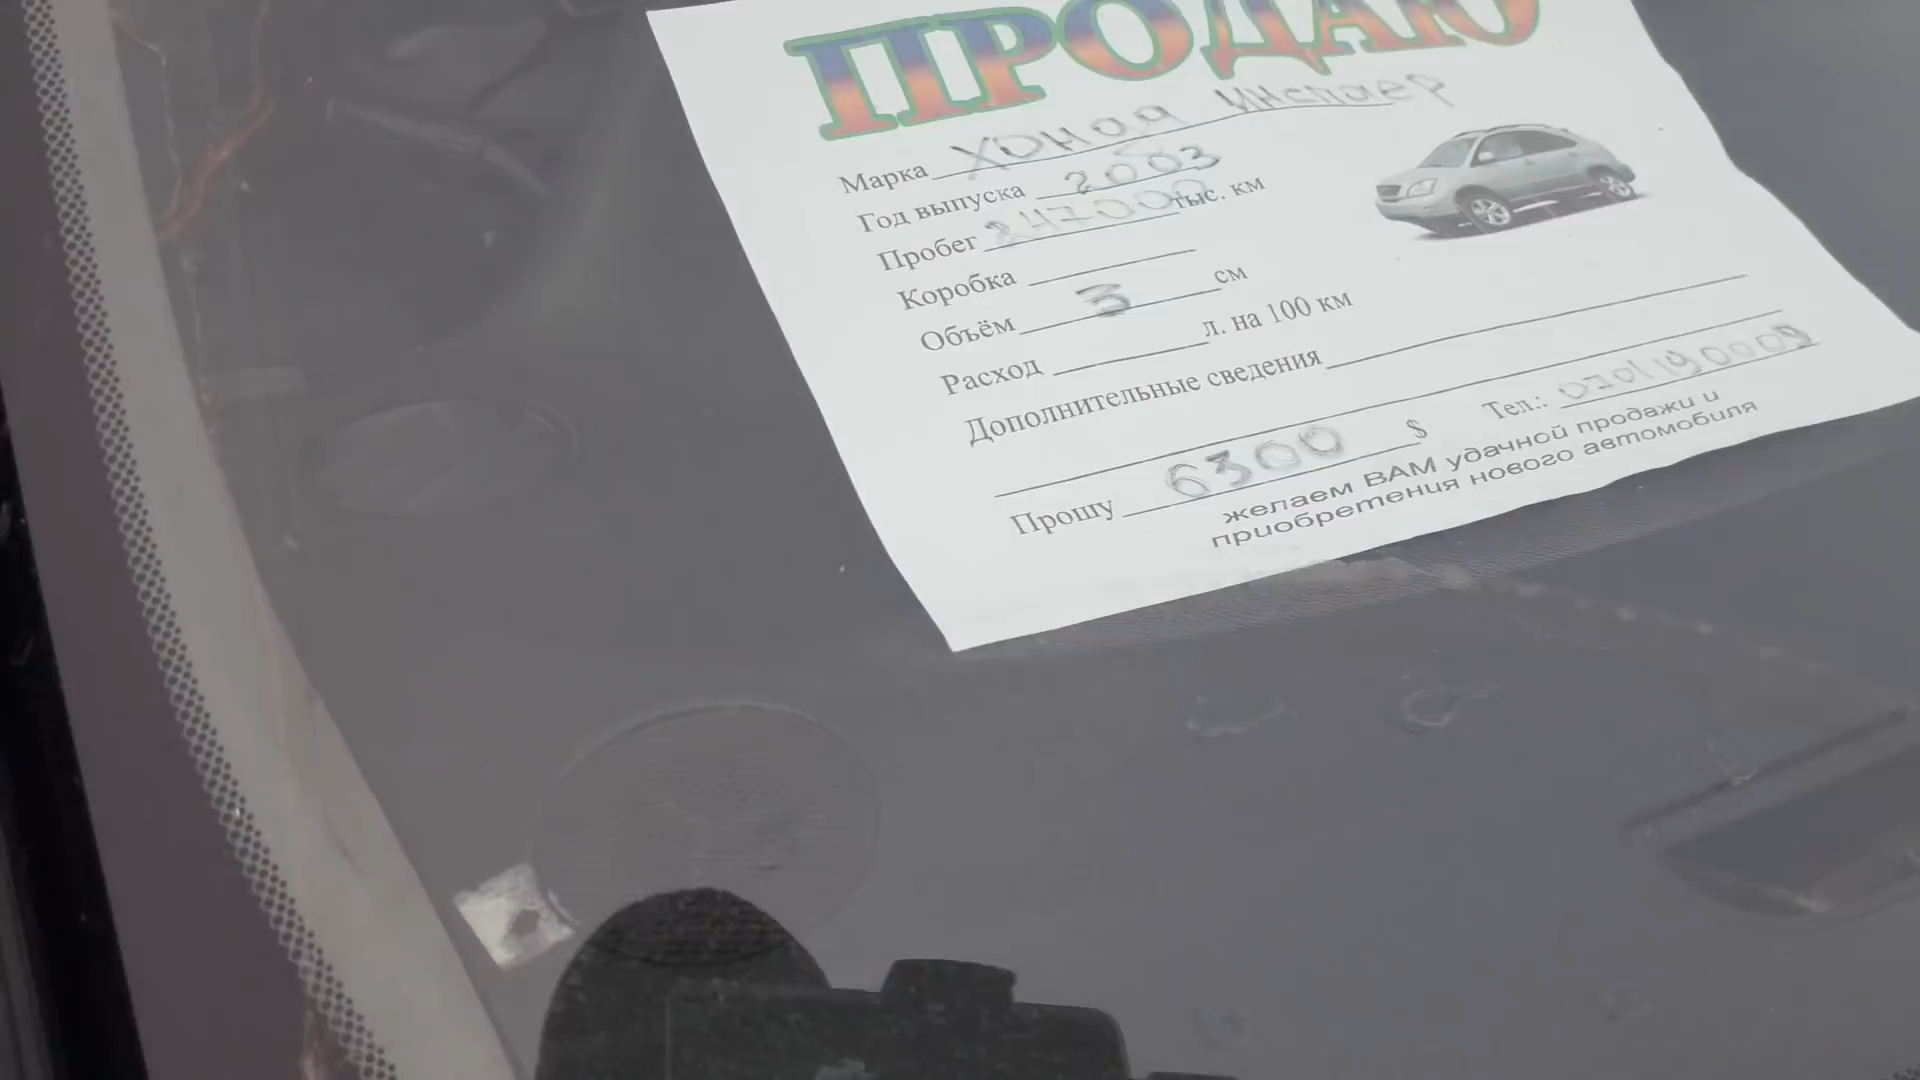 ПРОДАЮ
Марка Хонда Инспаер
Год выпуска 2003
Пробег 247000 тыс. км
Коробка
Объём 3 см
Расход л. на 100 км
Дополнительные сведения
Тел.: 0701190009
Прошу 6300 $
желаем ВАМ удачной продажи и
приобретения нового автомобиля